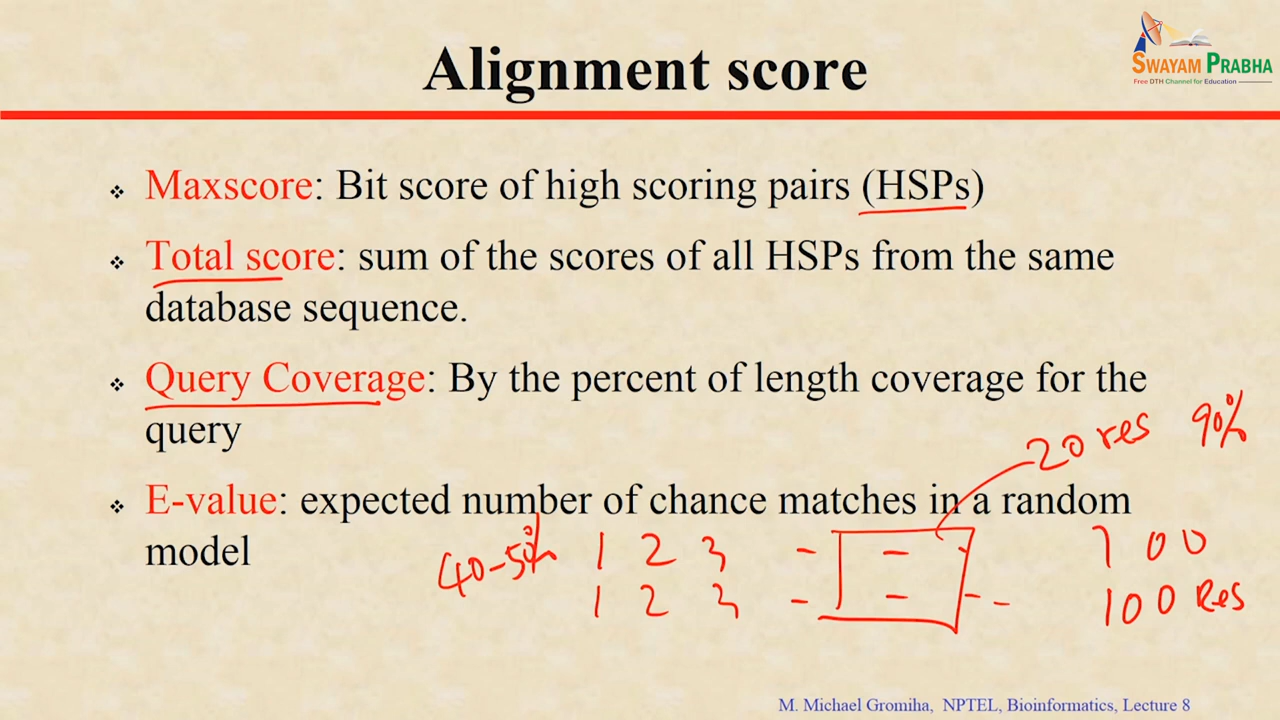 Alignment score
SWAYAM PRABHA
Free DTH Channel for Education
❖ Maxscore: Bit score of high scoring pairs (HSPs)
❖ Total score: sum of the scores of all HSPs from the same
database sequence.
❖ Query Coverage: By the percent of length coverage for the
query
20 res 90%
❖ E-value: expected number of chance matches in a random
model
40-50% 1 2 3 - - - 100
1 2 3 - - - - 100 Res
M. Michael Gromiha, NPTEL, Bioinformatics, Lecture 8